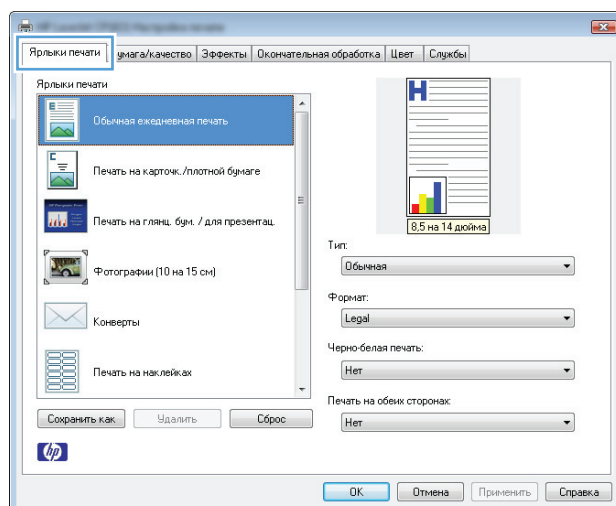 Ярлыки печати
умага/качество
Эффекты
Окончательная обработка
Цвет
Службы
Ярлыки печати
Обычная ежедневная печать
Печать на карточк./плотной бумаге
Печать на глянц. бум. / для презентац.
Фотографии (10 на 15 см)
Конверты
Печать на наклейках
Сохранить как
Удалить
Сброс
8,5 на 14 дюйма
Тип:
Обычная
Формат:
Legal
Черно-белая печать:
Нет
Печать на обеих сторонах:
Нет
hp
OK
Отмена
Применить
Справка